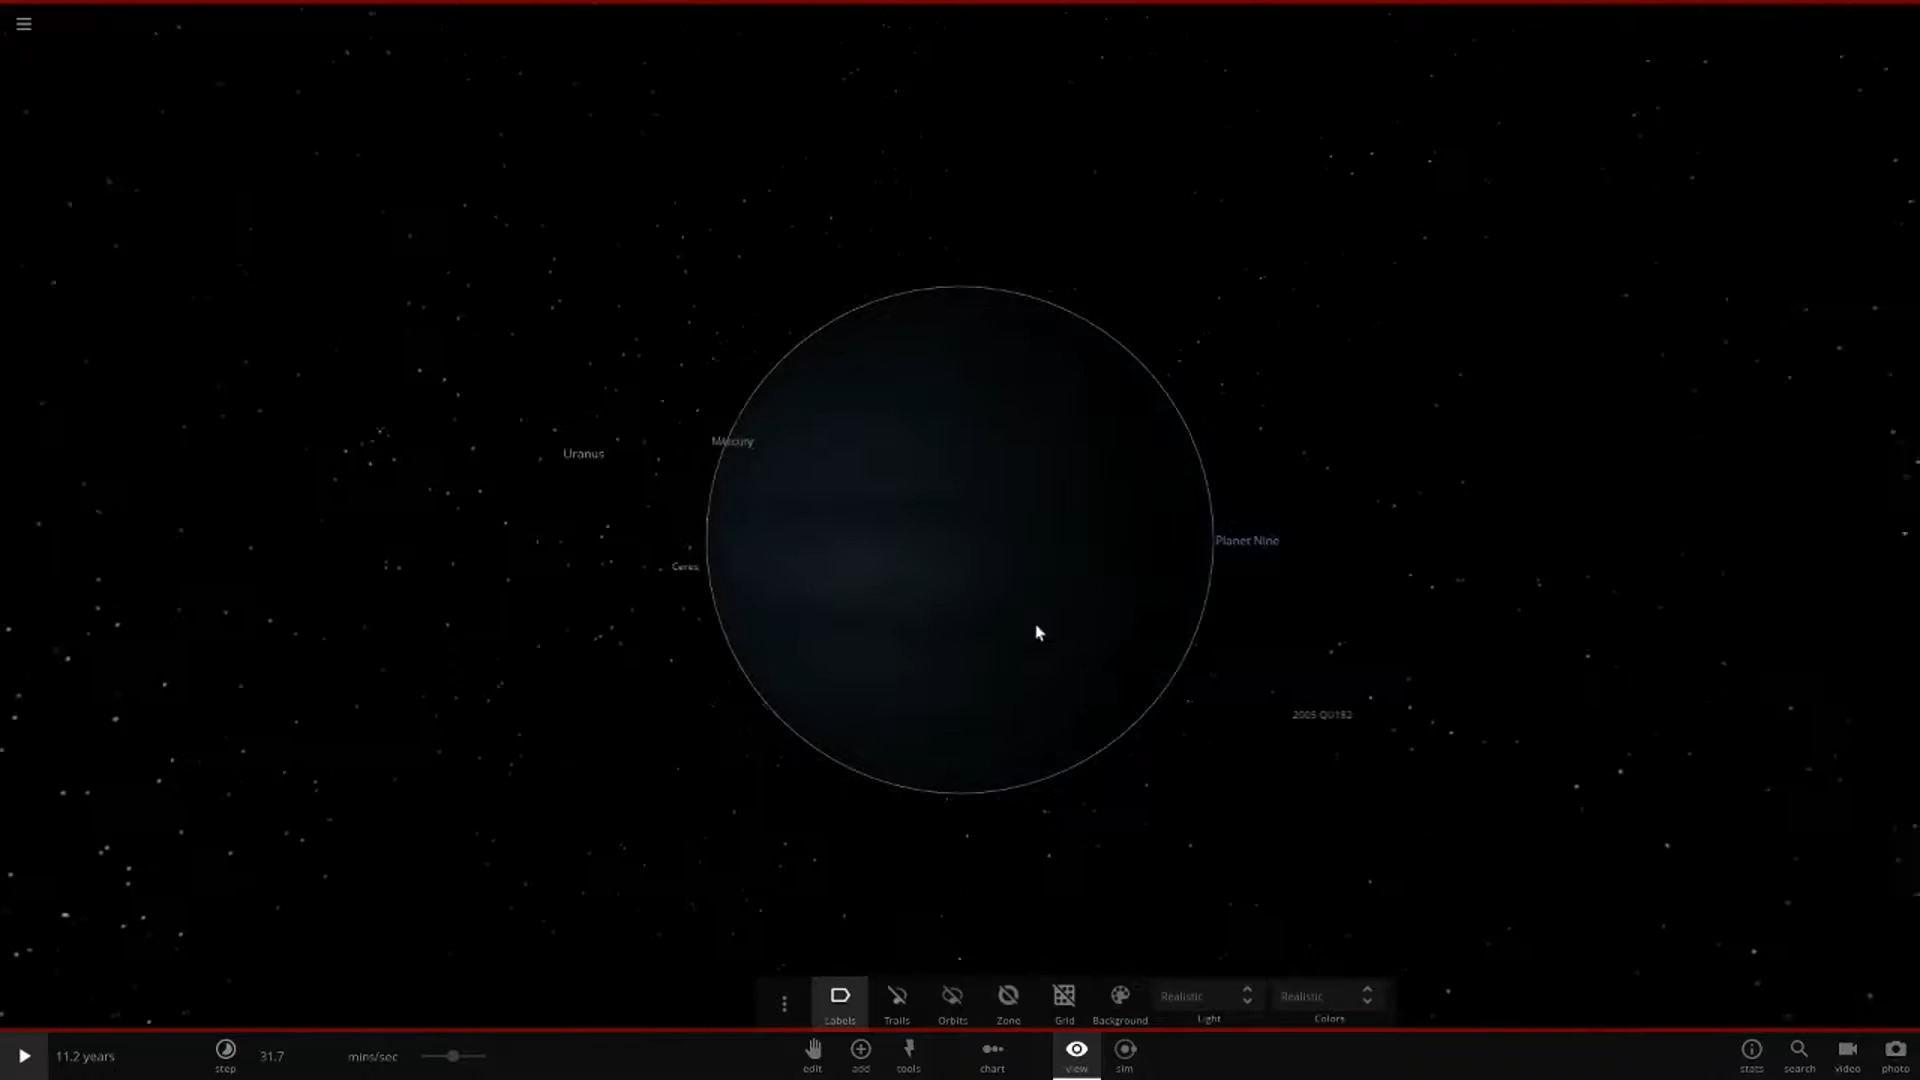 Mercury
Uranus
Planet Nine
Ceres
2005 QU182
Realistic
Realistic
Labels
Trails
Orbits
Zone
Grid
Background
Light
Colors
11.2 years
step
31.7
mins/sec
edit
add
tools
chart
view
sim
stats
search
video
photo